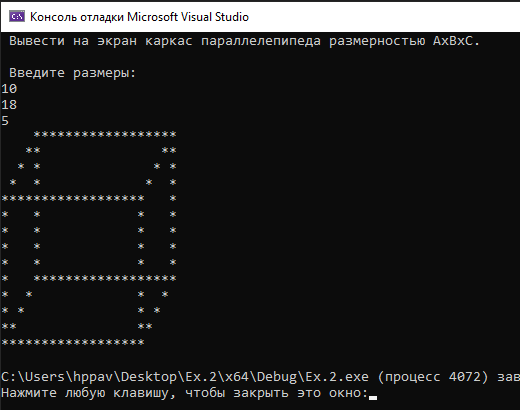 Консоль отладки Microsoft Visual Studio
 Вывести на экран каркас параллелепипеда размерностью AxBxC.
 Введите размеры:
10
18
5
    ******************
   **               **
  * *              * *
 *  *             *  *
******************   *
*   *            *   *
*   *            *   *
*   *            *   *
*   *            *   *
*   ******************
*  *             *  *
* *              * *
**               **
******************
C:\Users\hppav\Desktop\Ex.2\x64\Debug\Ex.2.exe (процесс 4072) зав
Нажмите любую клавишу, чтобы закрыть это окно: